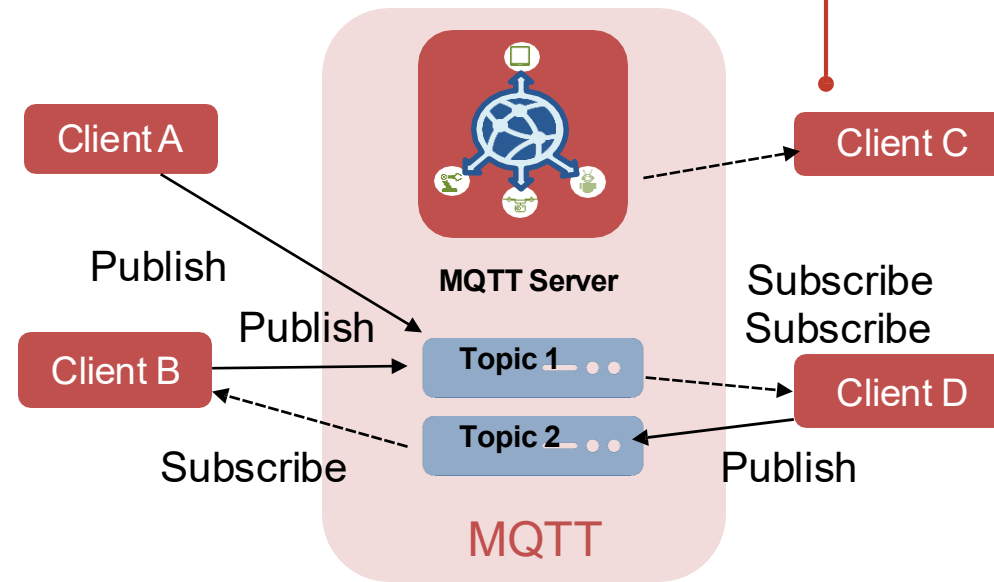 Client A
Client C
Publish
MQTT Server
Subscribe
Publish
Subscribe
Client B
Topic 1
Client D
Topic 2
Subscribe
Publish
MQTT